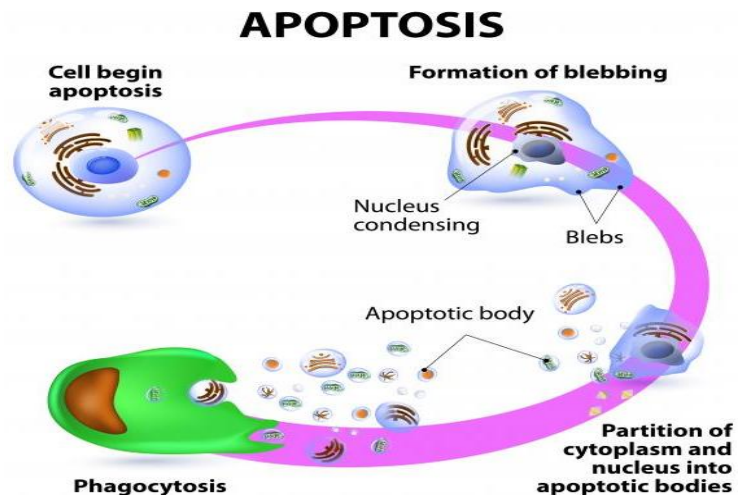 APOPTOSIS
Cell begin
apoptosis
Formation of blebbing
Nucleus
condensing
Blebs
Apoptotic body
Partition of
cytoplasm and
nucleus into
apoptotic bodies
Phagocytosis